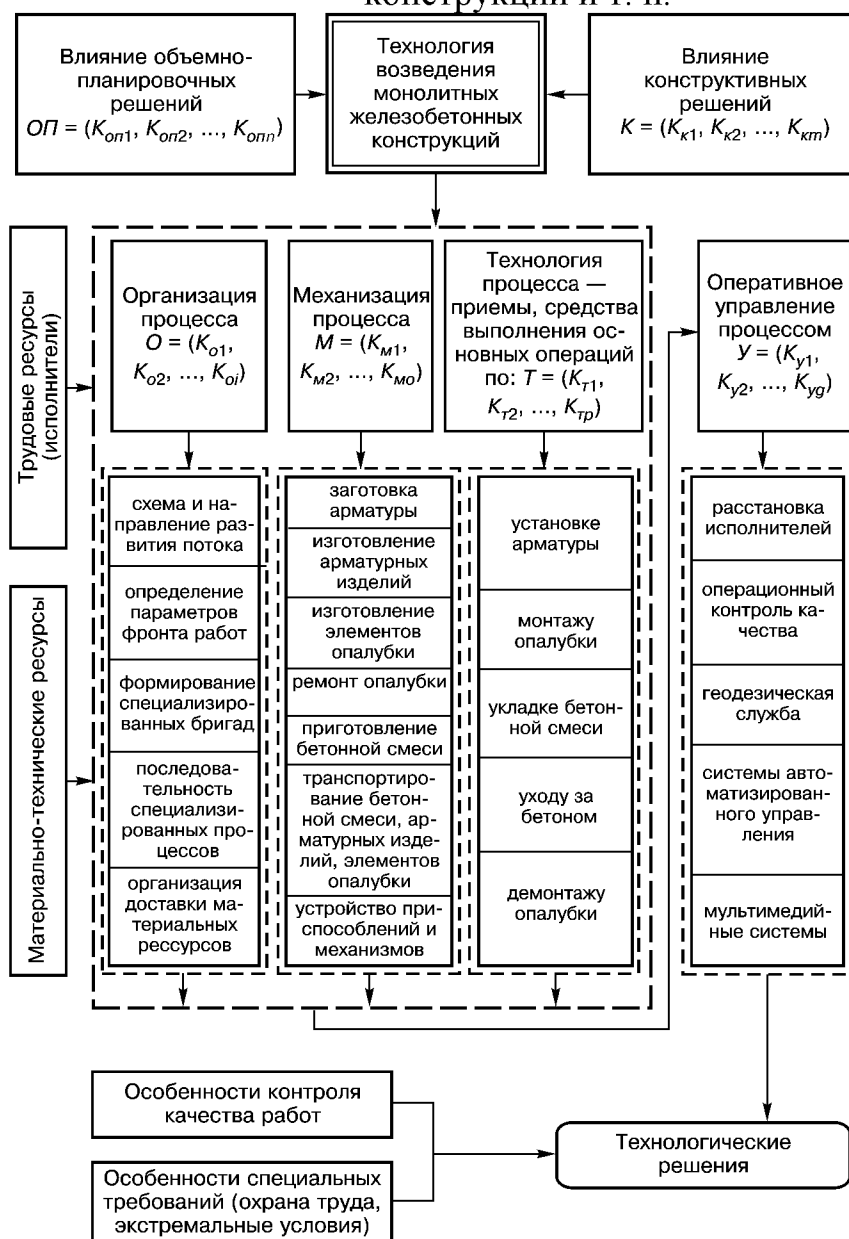 конструкции и т. п.
Влияние объемно-
планировочных
решений
ОП = (Kоп1, Kоп2, ..., Kопn)
Технология
возведения
монолитных
железобетонных
конструкций
Влияние
конструктивных
решений
К = (Kк1, Kк2, ..., Kкm)
Трудовые ресурсы
(исполнители)
Организация
процесса
О = (Kо1,
Kо2, ..., Kоi)
Механизация
процесса
М = (Kм1,
Kм2, ..., Kмо)
Технология
процесса —
приемы, средства
выполнения ос-
новных операций
по: Т = (Kт1,
Kт2, ..., Kтр)
Оперативное
управление
процессом
У = (Kу1,
Kу2, ..., Kуg)
Материально-технические ресурсы
схема и на-
правление раз-
вития потока
определение
параметров
фронта работ
формирование
специализиро-
ванных бригад
последова-
тельность
специализи-
рованных про-
цессов
организация
доставки ма-
териальных
рессурсов
заготовка
арматуры
изготовление
арматурных
изделий
изготовление
элементов
опалубки
ремонт опалубки
приготовление
бетонной смеси
транспортиро-
вание бетон-
ной смеси, ар-
матурных изде-
лий, элементов
опалубки
устройство при-
способлений и
механизмов
установке
арматуры
монтажу
опалубки
укладке бетон-
ной смеси
уходу за
бетоном
демонтажу
опалубки
расстановка
исполнителей
операционный
контроль ка-
чества
геодезическая
служба
системы авто-
матизирован-
ного управ-
ления
мультимедий-
ные системы
Особенности контроля
качества работ
Особенности специальных
требований (охрана труда,
экстремальные условия)
Технологические
решения